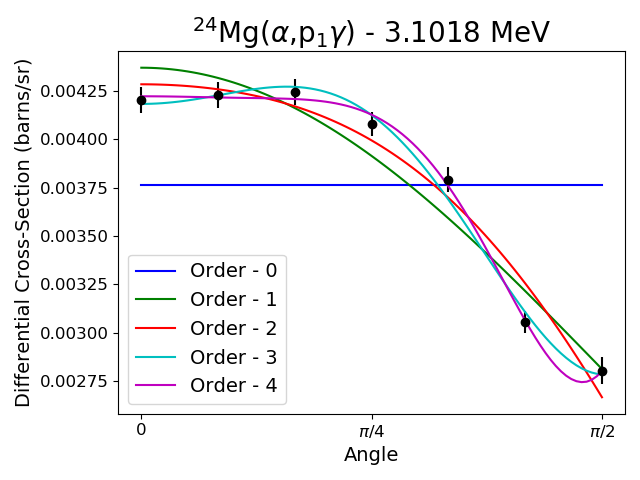 ²⁴Mg(α,p₁γ) - 3.1018 MeV
Differential Cross-Section (barns/sr)
0.00425
0.00400
0.00375
0.00350
0.00325
0.00300
0.00275
Order - 0
Order - 1
Order - 2
Order - 3
Order - 4
0
π/4
π/2
Angle